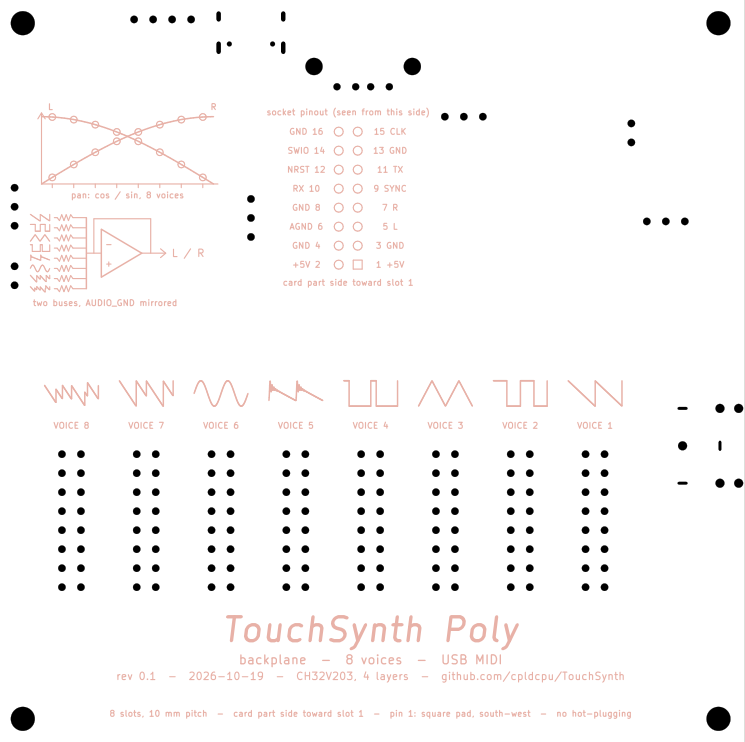 L R
pan: cos / sin, 8 voices
L / R
two buses, AUDIO_GND mirrored
socket pinout (seen from this side)
GND 16 15 CLK
SWIO 14 13 GND
NRST 12 11 TX
RX 10 9 SYNC
GND 8 7 R
AGND 6 5 L
GND 4 3 GND
+5V 2 1 +5V
card part side toward slot 1
VOICE 8 VOICE 7 VOICE 6 VOICE 5 VOICE 4 VOICE 3 VOICE 2 VOICE 1
TouchSynth Poly
backplane — 8 voices — USB MIDI
rev 0.1 — 2026-10-19 — CH32V203, 4 layers — github.com/cpldcpu/TouchSynth
8 slots, 10 mm pitch — card part side toward slot 1 — pin 1: square pad, south-west — no hot-plugging